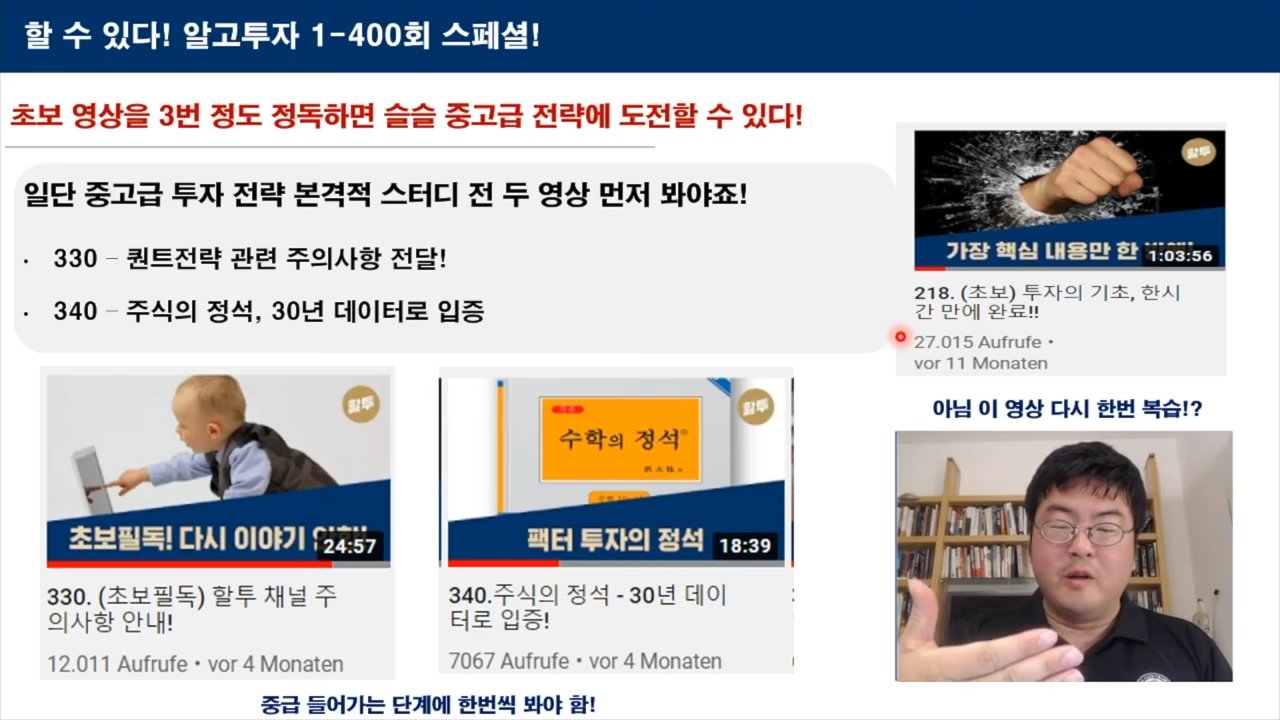 할 수 있다! 알고투자 1-400회 스페셜!
초보 영상을 3번 정도 정독하면 슬슬 중고급 전략에 도전할 수 있다!
일단 중고급 투자 전략 본격적 스터디 전 두 영상 먼저 봐야죠!
• 330 – 퀀트전략 관련 주의사항 전달!
• 340 – 주식의 정석, 30년 데이터로 입증
할투
가장 핵심 내용만 한
1:03:56
218. (초보) 투자의 기초, 한시
간 만에 완료!!
27.015 Aufrufe •
vor 11 Monaten
아님 이 영상 다시 한번 복습!?
할투
초보필독! 다시 이야기
24:57
330. (초보필독) 할투 채널 주
의사항 안내!
12.011 Aufrufe • vor 4 Monaten
할투
수학의 정석
팩터 투자의 정석
18:39
340.주식의 정석 - 30년 데이
터로 입증!
7067 Aufrufe • vor 4 Monaten
중급 들어가는 단계에 한번씩 봐야 함!